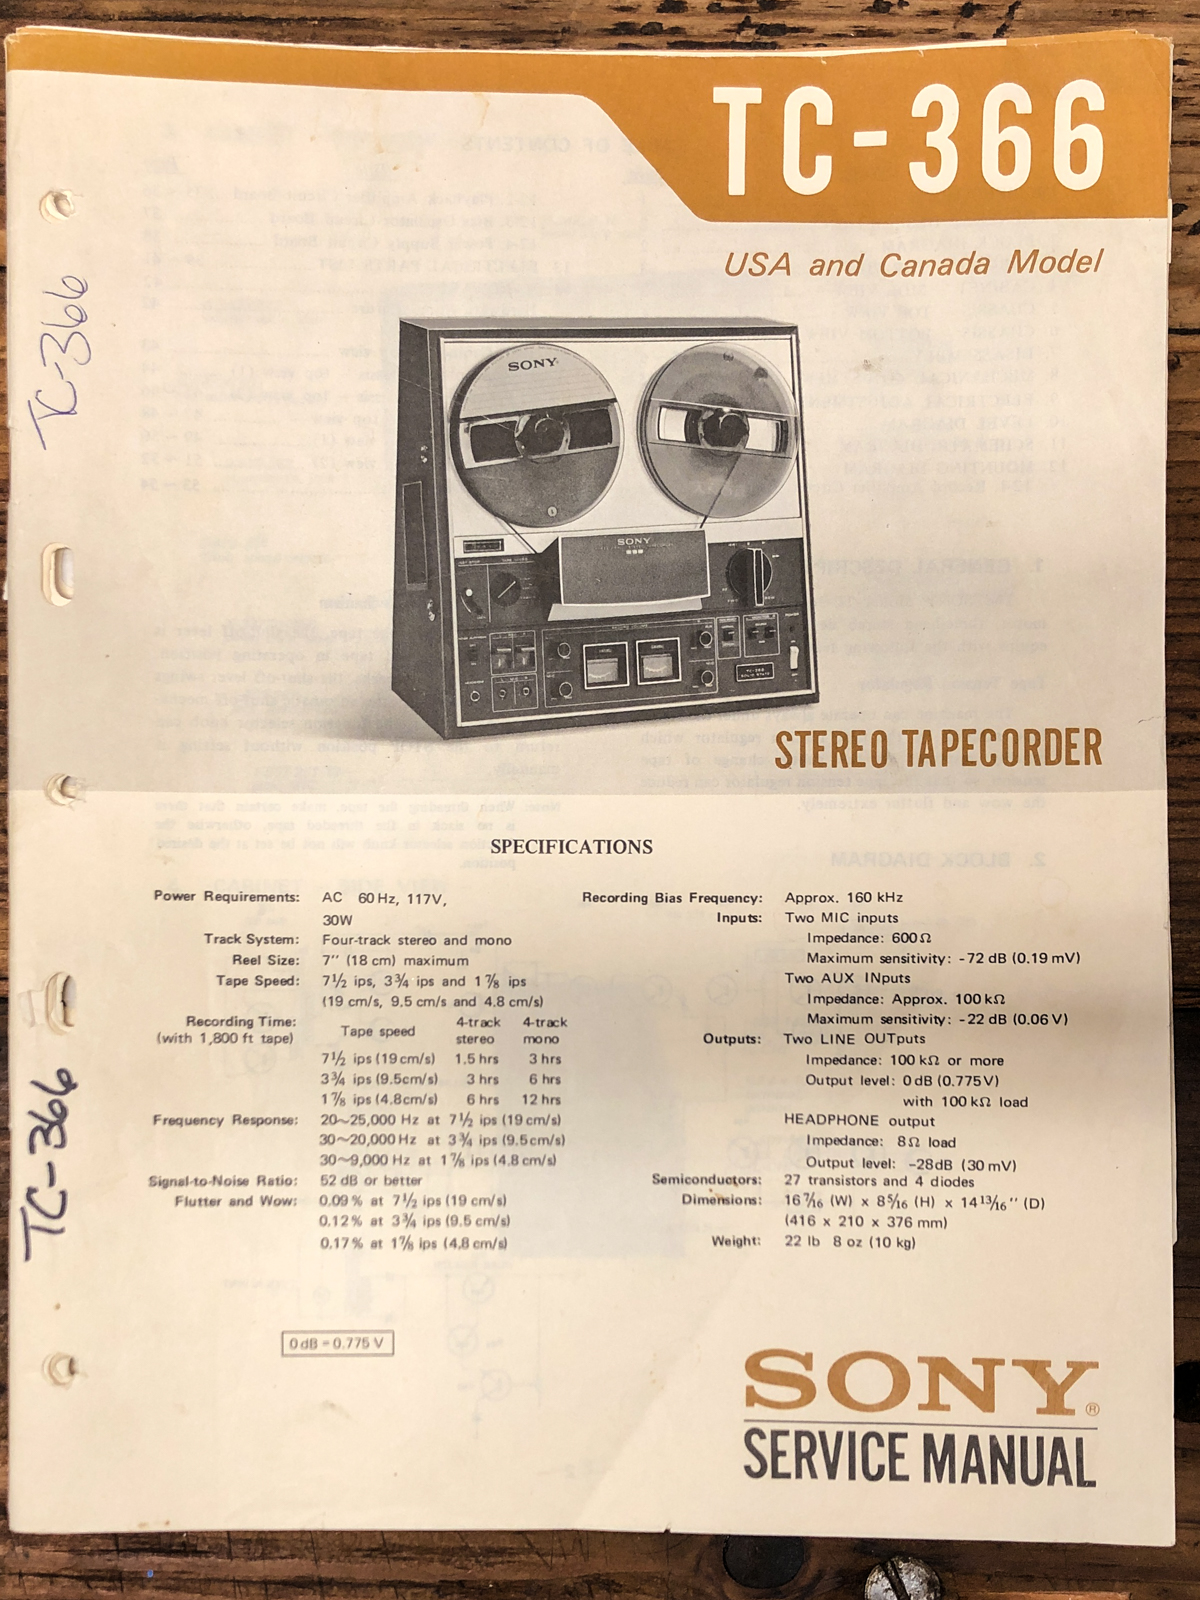 TC-366
USA and Canada Model
TC-366
SONY
SONY
STEREO TAPECORDER
SPECIFICATIONS
Power Requirements: AC 60 Hz, 117V,
30W
Track System: Four-track stereo and mono
Reel Size: 7" (18 cm) maximum
Tape Speed: 7½ ips, 3¾ ips and 1⅞ ips
(19 cm/s, 9.5 cm/s and 4.8 cm/s)
Recording Time: (with 1,800 ft tape)
Tape speed 4-track stereo 4-track mono
7½ ips (19 cm/s) 1.5 hrs 3 hrs
3¾ ips (9.5cm/s) 3 hrs 6 hrs
1⅞ ips (4.8cm/s) 6 hrs 12 hrs
Frequency Response: 20~25,000 Hz at 7½ ips (19 cm/s)
30~20,000 Hz at 3¾ ips (9.5cm/s)
30~9,000 Hz at 1⅞ ips (4.8 cm/s)
Signal-to-Noise Ratio: 52 dB or better
Flutter and Wow: 0.09% at 7½ ips (19 cm/s)
0.12% at 3¾ ips (9.5 cm/s)
0.17% at 1⅞ ips (4.8 cm/s)
Recording Bias Frequency: Approx. 160 kHz
Inputs: Two MIC inputs
Impedance: 600Ω
Maximum sensitivity: -72 dB (0.19 mV)
Two AUX INputs
Impedance: Approx. 100 kΩ
Maximum sensitivity: -22 dB (0.06 V)
Outputs: Two LINE OUTputs
Impedance: 100 kΩ or more
Output level: 0 dB (0.775 V)
with 100 kΩ load
HEADPHONE output
Impedance: 8Ω load
Output level: -28dB (30 mV)
Semiconductors: 27 transistors and 4 diodes
Dimensions: 16 7/16 (W) x 8 5/16 (H) x 14 13/16" (D)
(416 x 210 x 376 mm)
Weight: 22 lb 8 oz (10 kg)
TC-366
0 dB = 0.775 V
SONY®
SERVICE MANUAL